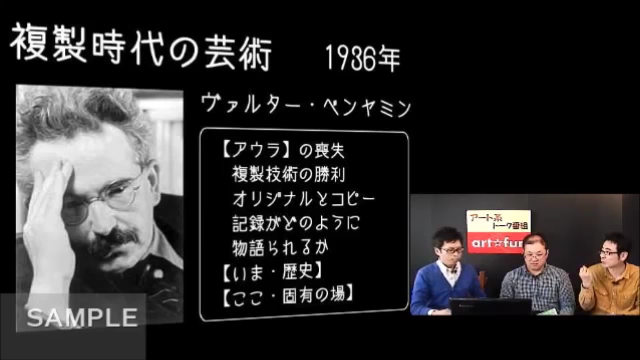 複製時代の芸術 1936年
ヴァルター・ベンヤミン
【アウラ】の喪失
複製技術の勝利
オリジナルとコピー
記録がどのように
物語られるか
【いま・歴史】
【ここ・固有の場】
アート系
トーク番組
art☆fun
SAMPLE